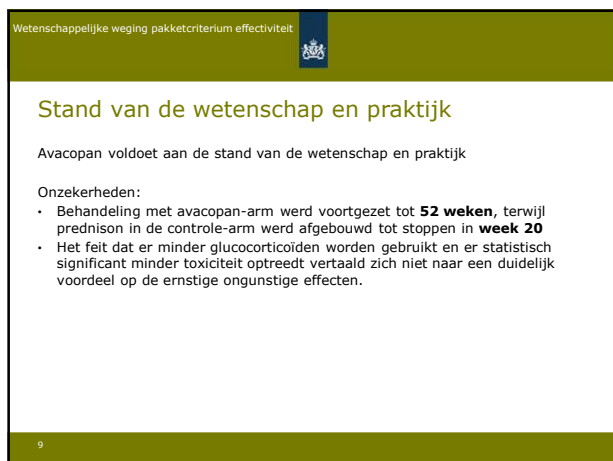 Wetenschappelijke weging pakketcriterium effectiviteit
Stand van de wetenschap en praktijk
Avacopan voldoet aan de stand van de wetenschap en praktijk
Onzekerheden:
• Behandeling met avacopan-arm werd voortgezet tot 52 weken, terwijl
prednison in de controle-arm werd afgebouwd tot stoppen in week 20
• Het feit dat er minder glucocorticoïden worden gebruikt en er statistisch
significant minder toxiciteit optreedt vertaald zich niet naar een duidelijk
voordeel op de ernstige ongunstige effecten.
9